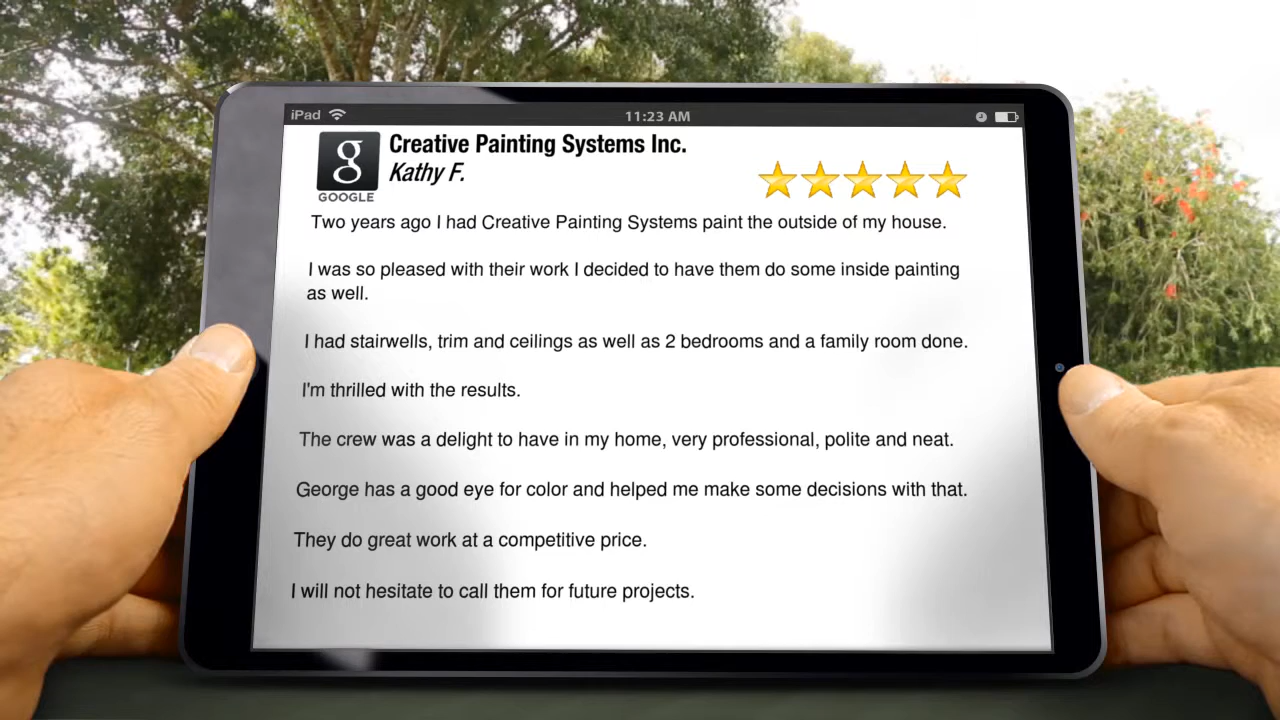 iPad
11:23 AM
g
GOOGLE
Creative Painting Systems Inc.
Kathy F.
Two years ago I had Creative Painting Systems paint the outside of my house.
I was so pleased with their work I decided to have them do some inside painting
as well.
I had stairwells, trim and ceilings as well as 2 bedrooms and a family room done.
I'm thrilled with the results.
The crew was a delight to have in my home, very professional, polite and neat.
George has a good eye for color and helped me make some decisions with that.
They do great work at a competitive price.
I will not hesitate to call them for future projects.